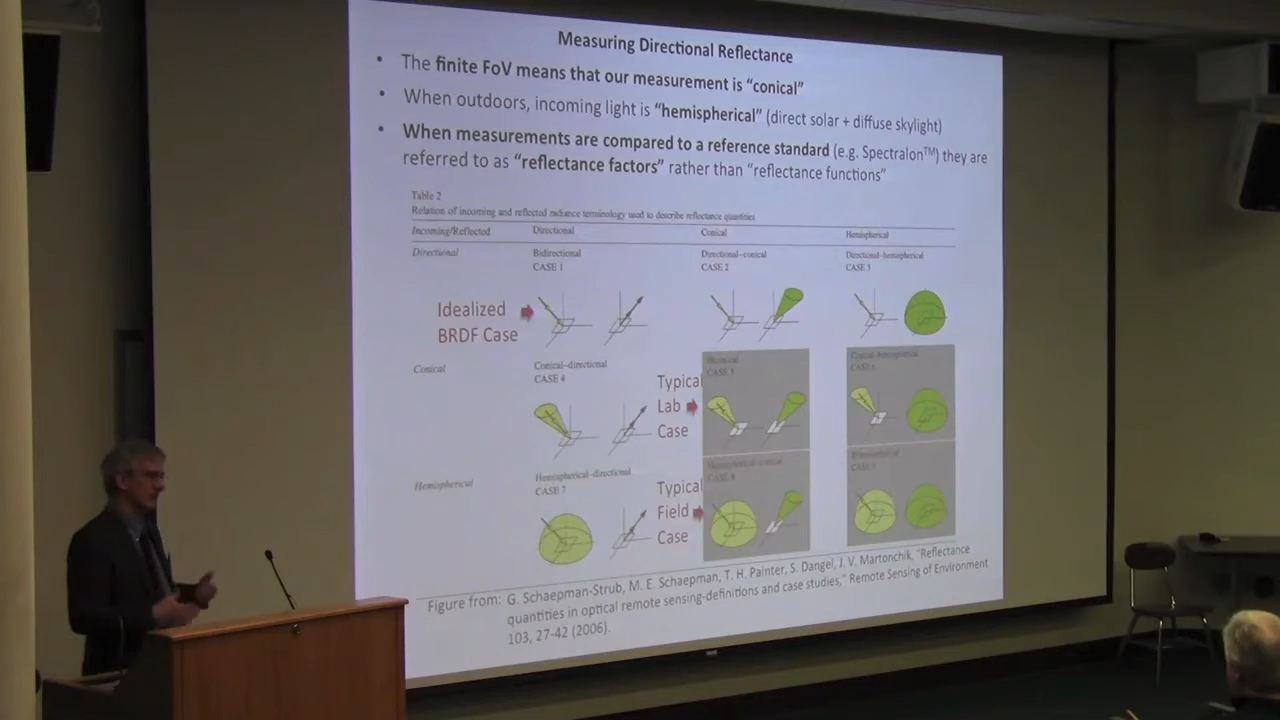 Measuring Directional Reflectance
• The finite FoV means that our measurement is “conical”
• When outdoors, incoming light is “hemispherical” (direct solar + diffuse skylight)
• When measurements are compared to a reference standard (e.g. Spectralon™) they are
referred to as “reflectance factors” rather than “reflectance functions”
Table 2
Relation of incoming and reflected radiance terminology used to describe reflectance quantities
Incoming/Reflected Directional Conical Hemispherical
Directional Bidirectional Directional–conical Directional–hemispherical
CASE 1 CASE 2 CASE 3
Idealized
BRDF Case
Conical Conical–directional Biconical Conical–hemispherical
CASE 4 CASE 5 CASE 6
Typical
Lab
Case
Hemispherical Hemispherical–directional Hemispherical–conical Bihemispherical
CASE 7 CASE 8 CASE 9
Typical
Field
Case
Figure from: G. Schaepman-Strub, M. E. Schaepman, T. H. Painter, S. Dangel, J. V. Martonchik, “Reflectance
quantities in optical remote sensing-definitions and case studies,” Remote Sensing of Environment
103, 27-42 (2006).